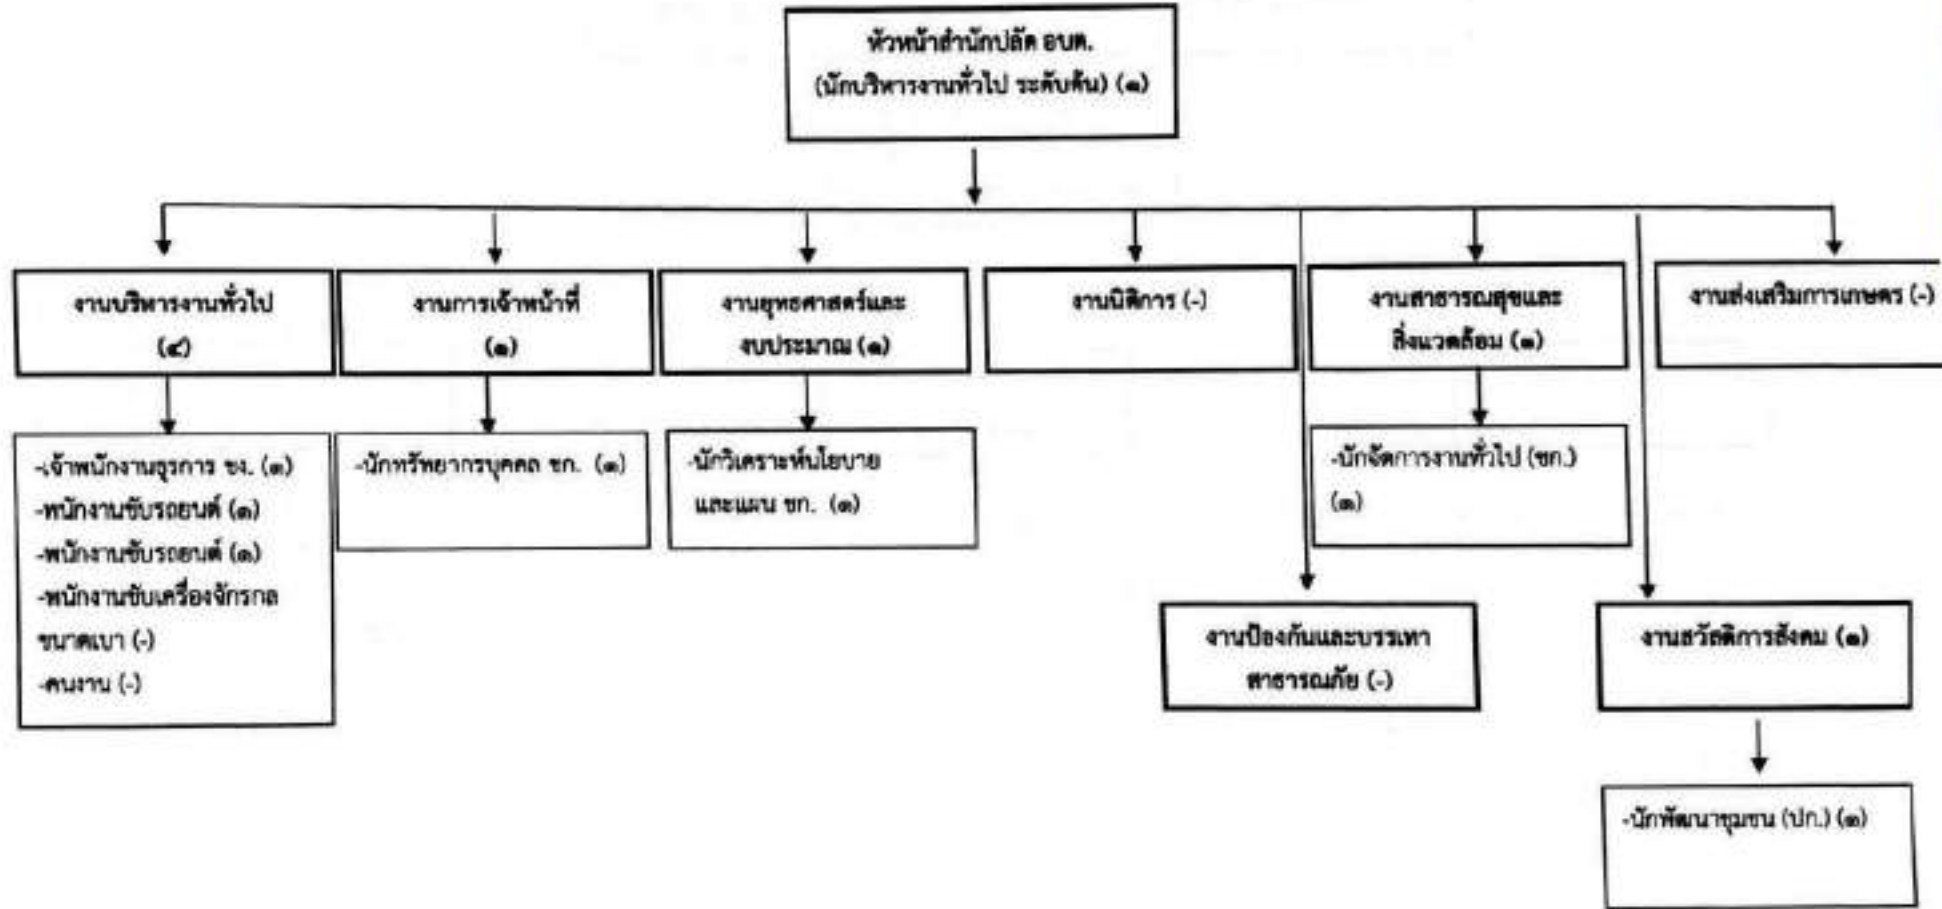 หัวหน้าสำนักปลัด อบต.
(นักบริหารงานทั่วไป ระดับต้น) (๑)
งานบริหารงานทั่วไป
(๔)
งานการเจ้าหน้าที่
(๑)
งานยุทธศาสตร์และ
งบประมาณ (๑)
งานนิติการ (-)
งานสาธารณสุขและ
สิ่งแวดล้อม (๑)
งานส่งเสริมการเกษตร (-)
-เจ้าพนักงานธุรการ ชง. (๑)
-พนักงานขับรถยนต์ (๑)
-พนักงานขับรถยนต์ (๑)
-พนักงานขับเครื่องจักรกล
ขนาดเบา (-)
-คนงาน (-)
-นักทรัพยากรบุคคล ชก. (๑)
-นักวิเคราะห์นโยบาย
และแผน ชก. (๑)
-นักจัดการงานทั่วไป (ชก.)
(๑)
งานป้องกันและบรรเทา
สาธารณภัย (-)
งานสวัสดิการสังคม (๑)
-นักพัฒนาชุมชน (ปก.) (๑)